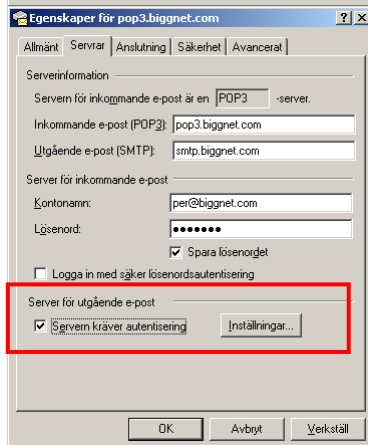 Egenskaper för pop3.biggnet.com
Allmänt Servrar Anslutning Säkerhet Avancerat
Serverinformation
Servern för inkommande e-post är en POP3 -server.
Inkommande e-post (POP3): pop3.biggnet.com
Utgående e-post (SMTP): smtp.biggnet.com
Server för inkommande e-post
Kontonamn: per@biggnet.com
Lösenord: •••••••
Spara lösenordet
Logga in med säker lösenordsautentisering
Server för utgående e-post
Servern kräver autentisering Inställningar...
OK Avbryt Verkställ